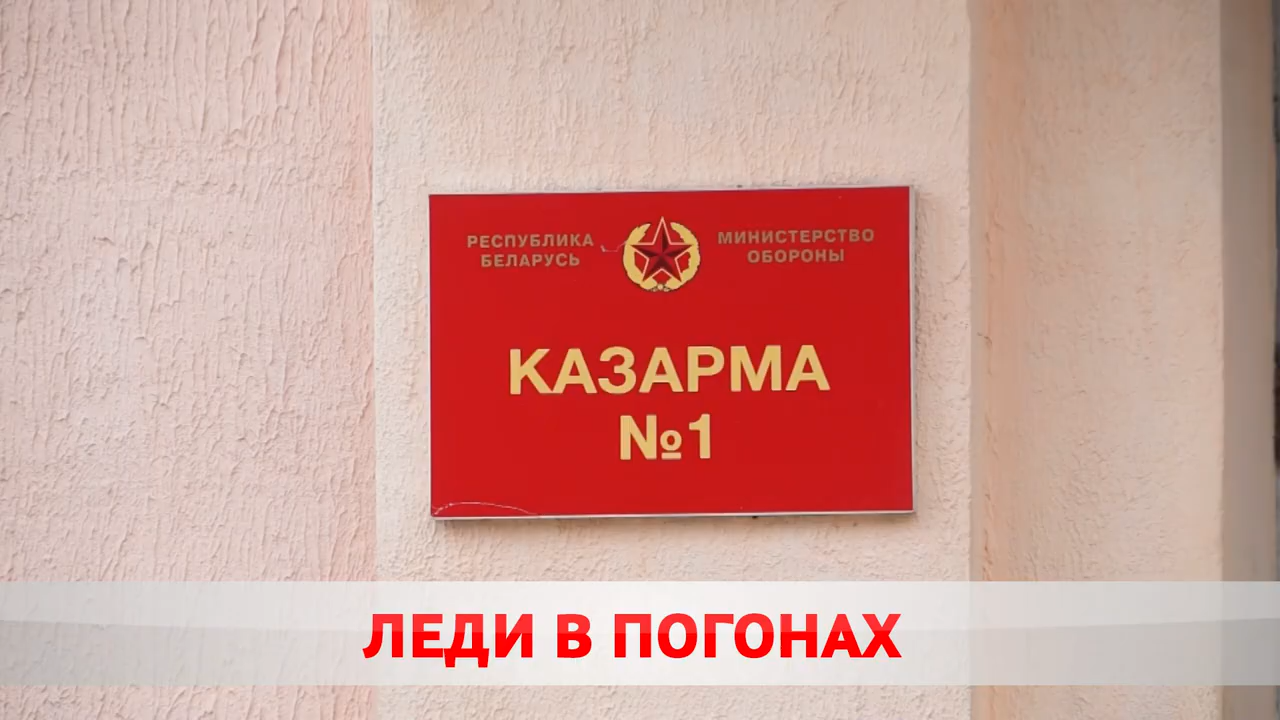 РЕСПУБЛИКА
БЕЛАРУСЬ
МИНИСТЕРСТВО
ОБОРОНЫ
КАЗАРМА
№1
ЛЕДИ В ПОГОНАХ